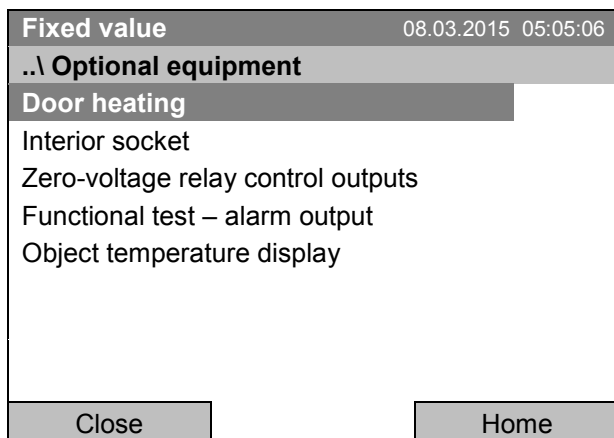 Fixed value 08.03.2015 05:05:06
..\ Optional equipment
Door heating
Interior socket
Zero-voltage relay control outputs
Functional test – alarm output
Object temperature display
Close Home